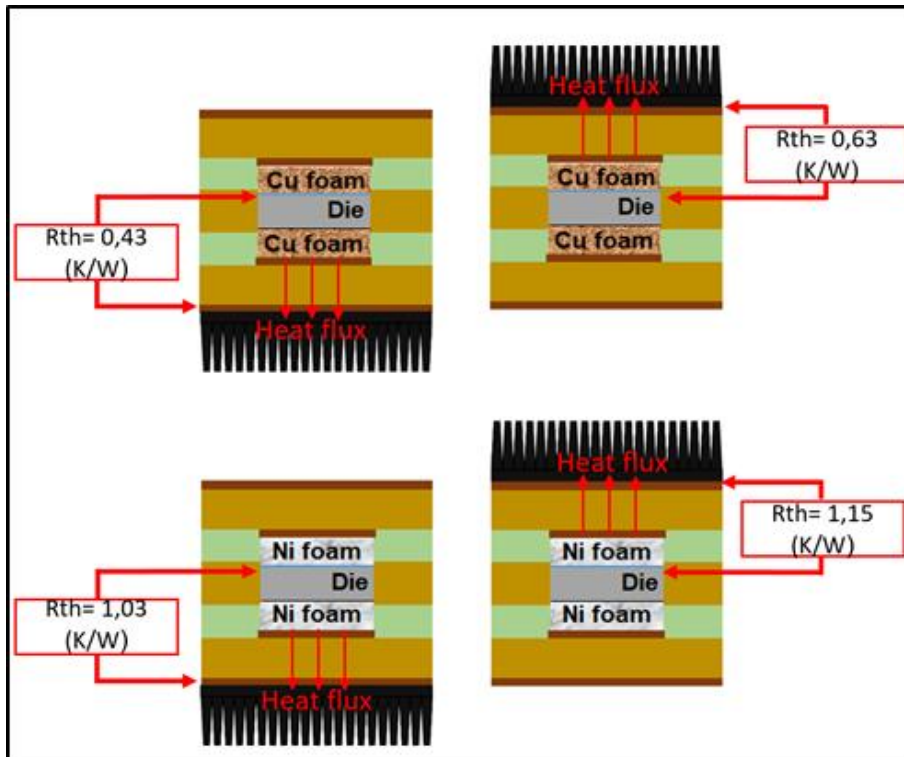 Heat flux
Rth= 0,63
(K/W)
Cu foam
Die
Cu foam
Cu foam
Die
Cu foam
Rth= 0,43
(K/W)
Heat flux
Heat flux
Rth= 1,15
(K/W)
Ni foam
Die
Ni foam
Ni foam
Die
Ni foam
Rth= 1,03
(K/W)
Heat flux